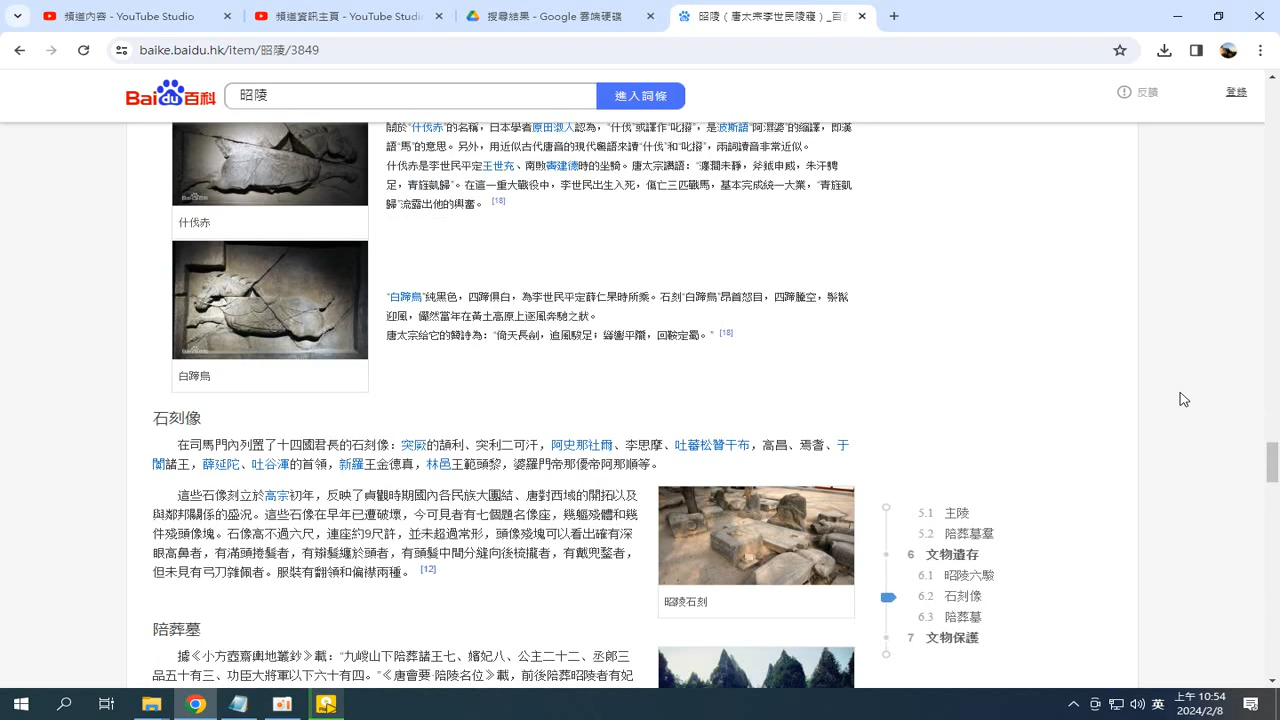 頻道內容 - YouTube Studio
頻道資訊主頁 - YouTube Studi
搜尋結果 - Google 雲端硬碟
昭陵（唐太宗李世民陵寢）_百
baike.baidu.hk/item/昭陵/3849
Bai du 百科
昭陵
進入詞條
反饋
登錄
關於“什伐赤”的名稱，日本學者原田淑人認為，“什伐”或譯作“叱撥”，是波斯語“阿濕婆”的縮譯，即漢
語“馬”的意思。另外，用近似古代唐音的現代粵語來讀“什伐”和“叱撥”，兩詞讀音非常近似。
什伐赤是李世民平定王世充、南敗竇建德時的坐騎。唐太宗讚語：“瀍澗未靜，斧鉞申威，朱汗騁
足，青旌凱歸”。在這一重大戰役中，李世民出生入死，傷亡三匹戰馬，基本完成統一大業，“青旌凱
歸”流露出他的興奮。 [18]
什伐赤
“白蹄烏”純黑色，四蹄俱白，為李世民平定薛仁杲時所乘。石刻“白蹄烏”昂首怒目，四蹄騰空，鬃鬣
迎風，儼然當年在黃土高原上逐風奔馳之狀。
唐太宗給它的贊詩為：“倚天長劍，追風駿足；聳轡平隴，回鞍定蜀。” [18]
白蹄烏
石刻像
在司馬門內列置了十四國君長的石刻像：突厥的頡利、突利二可汗，阿史那社爾、李思摩、吐蕃松贊干布，高昌、焉耆、于
闐諸王，薛延陀、吐谷渾的首領，新羅王金德真，林邑王範頭黎，婆羅門帝那優帝阿那順等。
這些石像刻立於高宗初年，反映了貞觀時期國內各民族大團結、唐對西域的開拓以及
與鄰邦關係的盛況。這些石像在早年已遭破壞，今可見者有七個題名像座，幾軀殘體和幾
件殘頭像塊。石像高不過六尺，連座約9尺許，並未超過常形，頭像殘塊可以看出確有深
眼高鼻者，有滿頭捲髮者，有辮髮纏於頭者，有頭髮中間分縫向後梳攏者，有戴兜鍪者，
但未見有弓刀雜佩者。服裝有翻領和偏襟兩種。 [12]
昭陵石刻
陪葬墓
據《小方壺齋輿地叢鈔》載：“九嵕山下陪葬諸王七、嬪妃八、公主二十二、丞郎三
品五十有三、功臣大將軍以下六十有四。”《唐會要·陪陵名位》載，前後陪葬昭陵者有妃
5.1 主陵
5.2 陪葬墓羣
6 文物遺存
6.1 昭陵六駿
6.2 石刻像
6.3 陪葬墓
7 文物保護
英
上午 10:54
2024/2/8